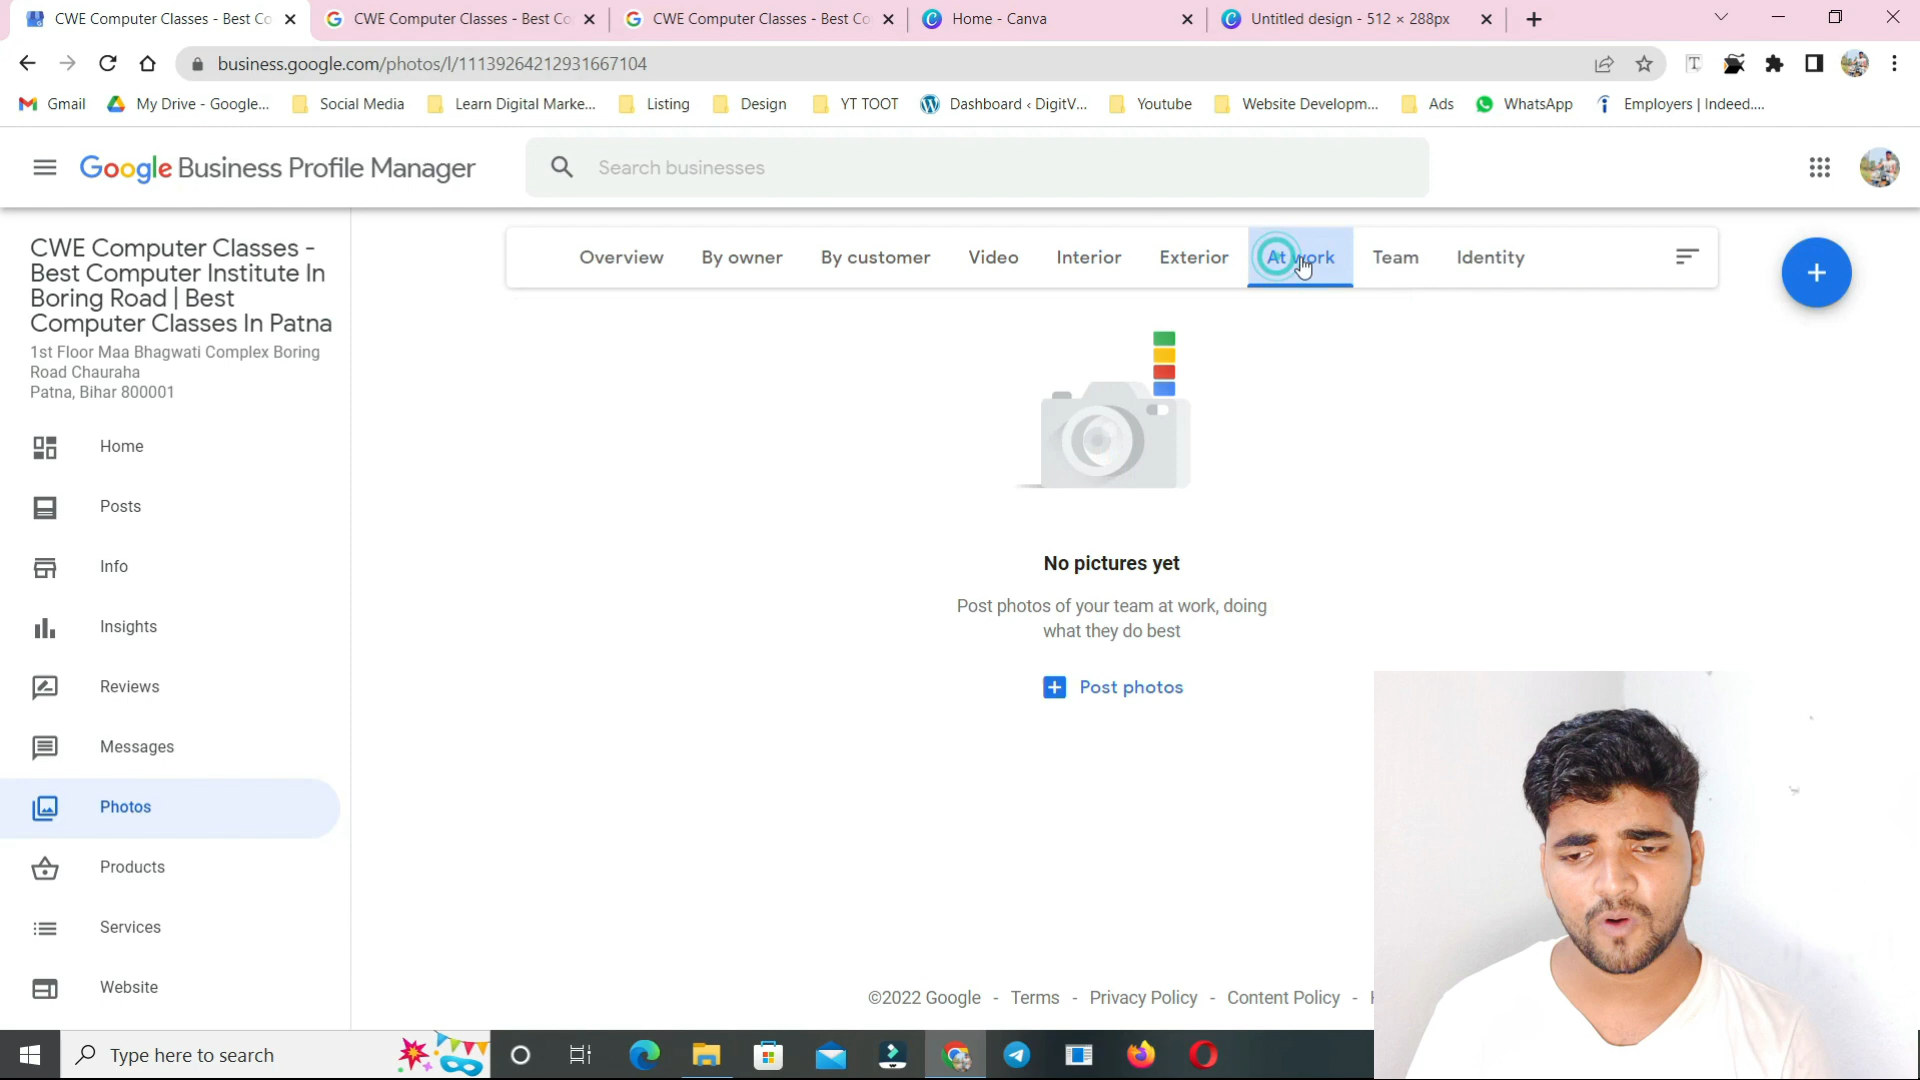 CWE Computer Classes - Best Co
CWE Computer Classes - Best Co
CWE Computer Classes - Best Co
Home - Canva
Untitled design - 512 × 288px
business.google.com/photos/l/11139264212931667104
Gmail
My Drive - Google...
Social Media
Learn Digital Marke...
Listing
Design
YT TOOT
Dashboard ‹ DigitV...
Youtube
Website Developm...
Ads
WhatsApp
Employers | Indeed....
Google Business Profile Manager
Search businesses
CWE Computer Classes -
Best Computer Institute In
Boring Road | Best
Computer Classes In Patna
1st Floor Maa Bhagwati Complex Boring
Road Chauraha
Patna, Bihar 800001
Home
Posts
Info
Insights
Reviews
Messages
Photos
Products
Services
Website
Overview
By owner
By customer
Video
Interior
Exterior
At work
Team
Identity
No pictures yet
Post photos of your team at work, doing
what they do best
Post photos
©2022 Google - Terms - Privacy Policy - Content Policy -
Type here to search